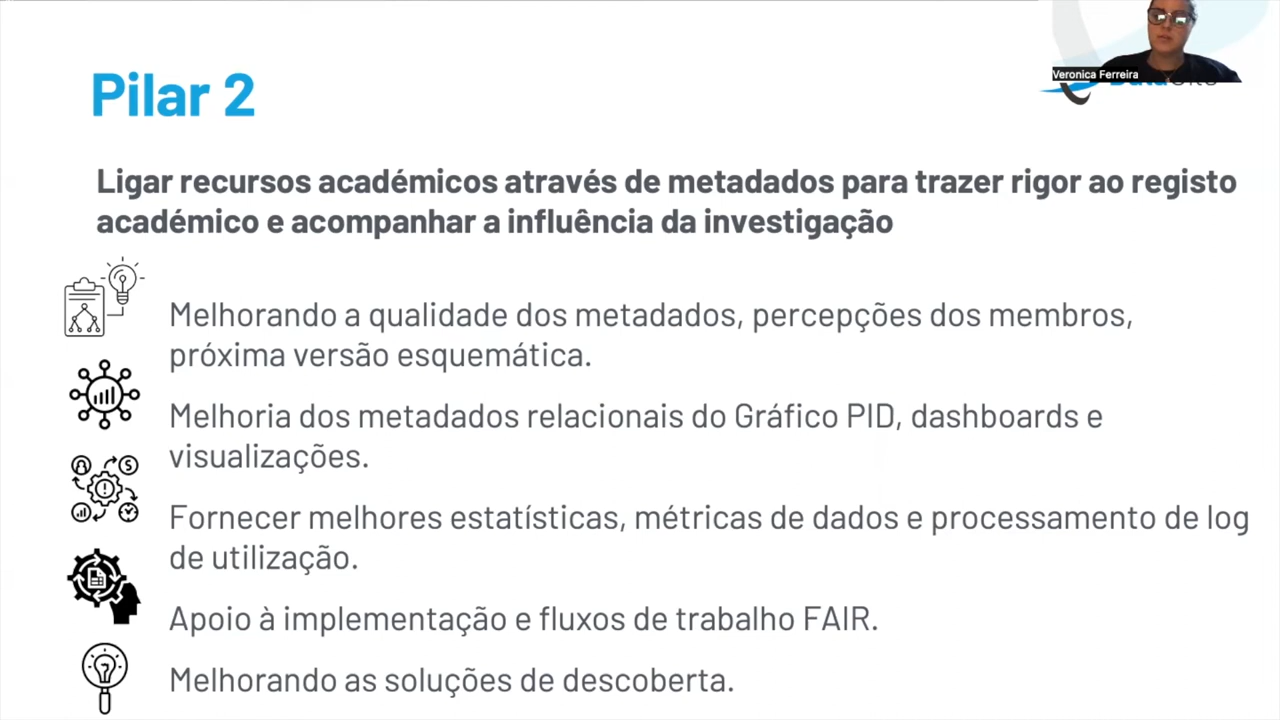 Veronica Ferreira
Pilar 2
Ligar recursos académicos através de metadados para trazer rigor ao registo
académico e acompanhar a influência da investigação
Melhorando a qualidade dos metadados, percepções dos membros,
próxima versão esquemática.
Melhoria dos metadados relacionais do Gráfico PID, dashboards e
visualizações.
Fornecer melhores estatísticas, métricas de dados e processamento de log
de utilização.
Apoio à implementação e fluxos de trabalho FAIR.
Melhorando as soluções de descoberta.